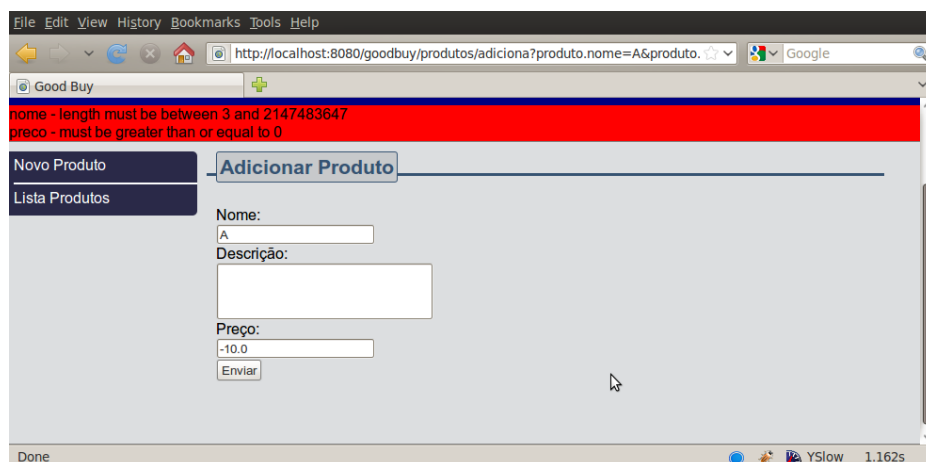 File Edit View History Bookmarks Tools Help
http://localhost:8080/goodbuy/produtos/adiciona?produto.nome=A&produto.
Google
Good Buy
nome - length must be between 3 and 2147483647
preco - must be greater than or equal to 0
Novo Produto
Adicionar Produto
Lista Produtos
Nome:
A
Descrição:
Preço:
-10.0
Enviar
Done
YSlow 1.162s